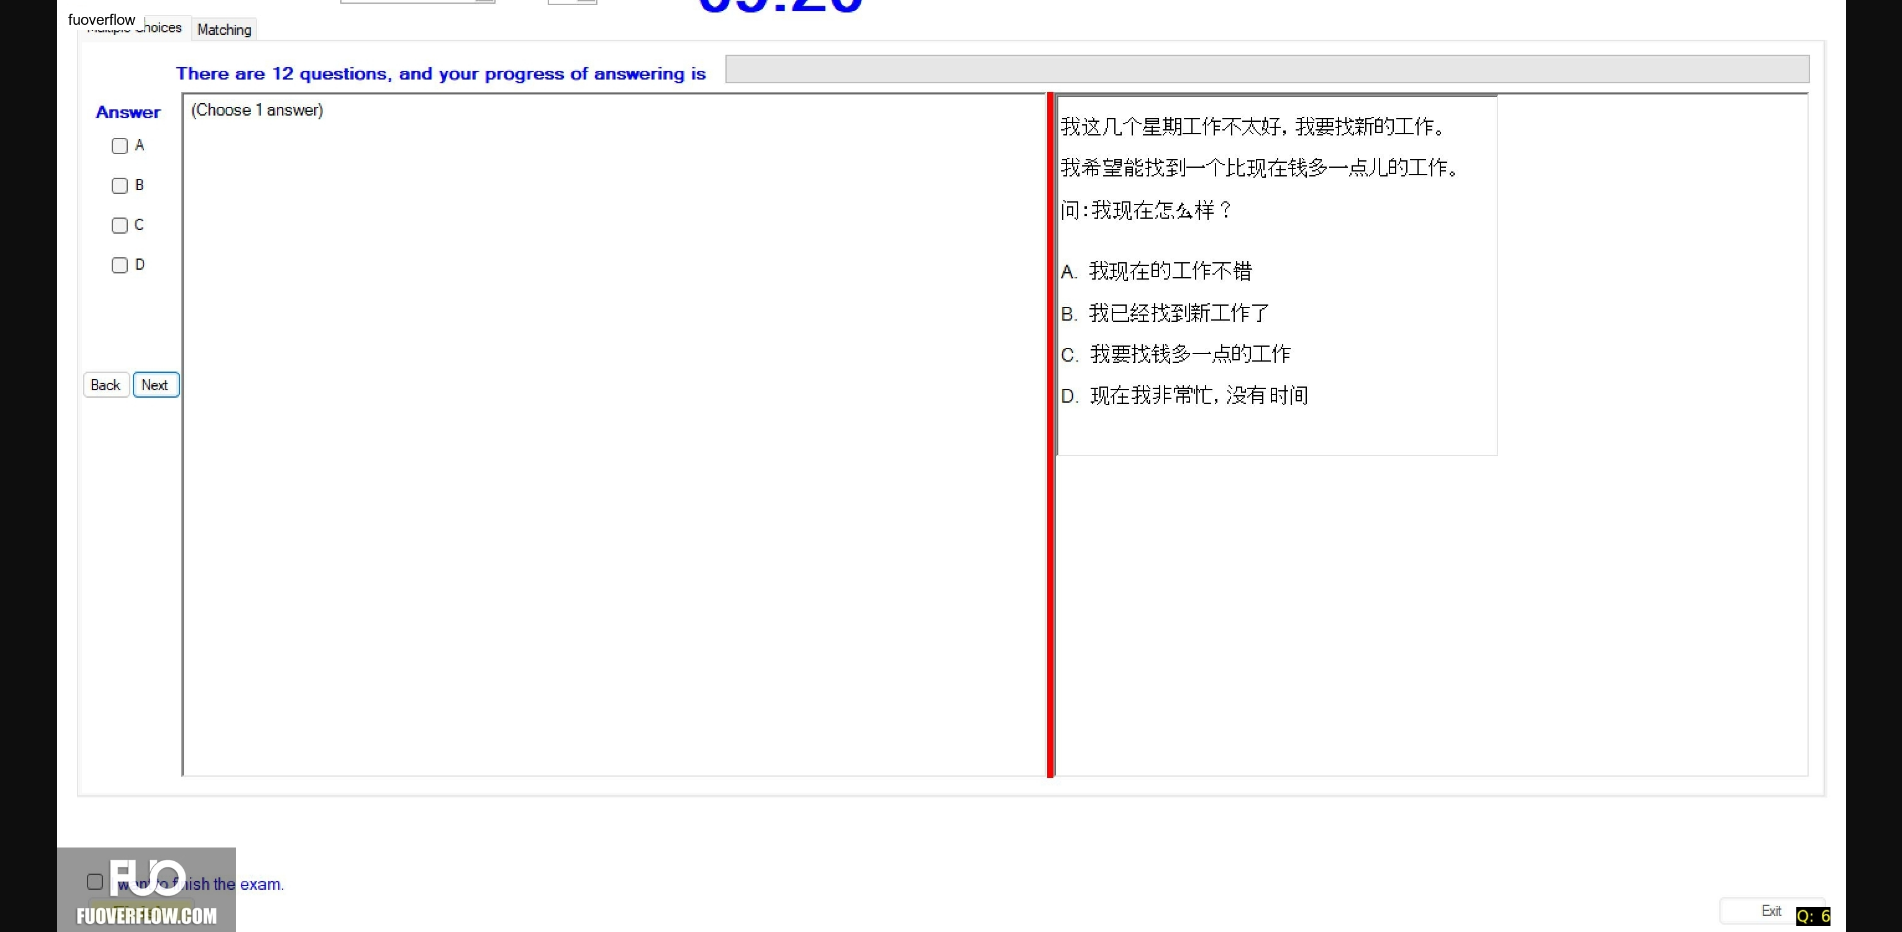 fuoverflow
Choices
Matching
There are 12 questions, and your progress of answering is
Answer
(Choose 1 answer)
A
B
C
D
Back
Next
我这几个星期工作不太好, 我要找新的工作。
我希望能找到一个比现在钱多一点儿的工作。
问:我现在怎么样？
A. 我现在的工作不错
B. 我已经找到新工作了
C. 我要找钱多一点的工作
D. 现在我非常忙, 没有时间
FUO
the exam.
FUOVERFLOW.COM
Exit
Q: 6